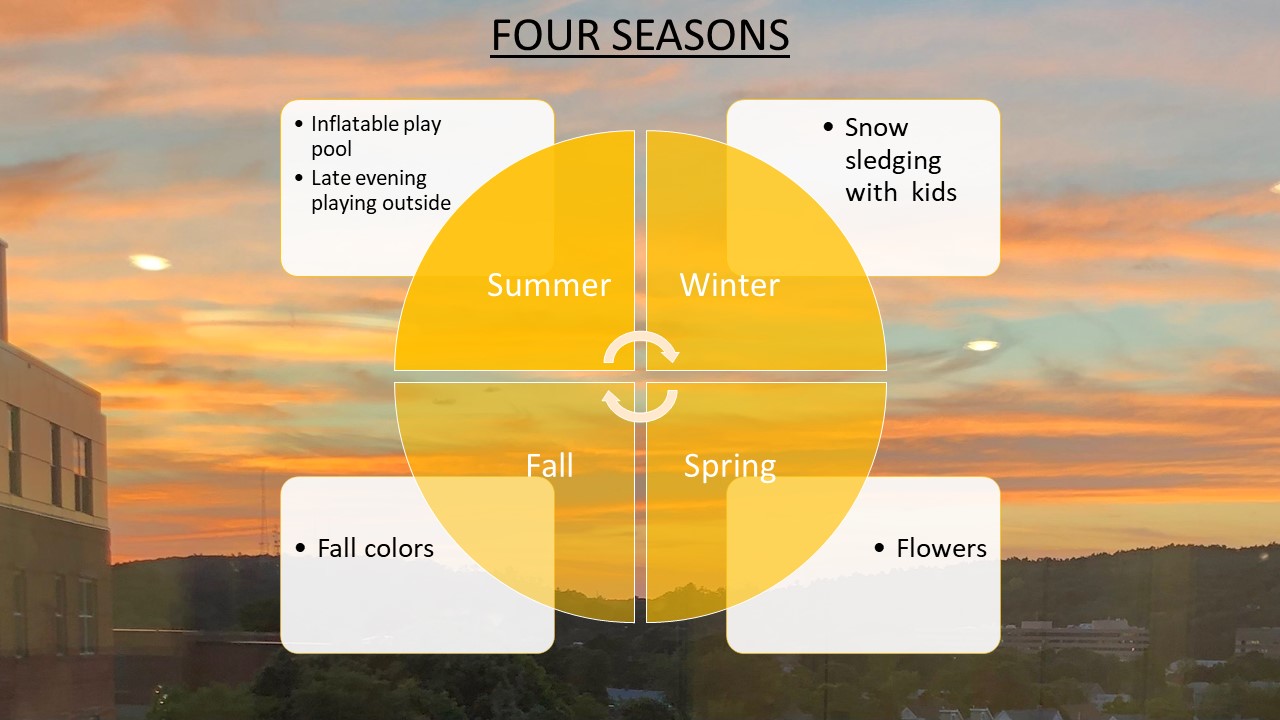 FOUR SEASONS
• Inflatable play
pool
• Late evening
playing outside
• Snow
sledging
with  kids
Summer
Winter
Fall
Spring
• Fall colors
• Flowers